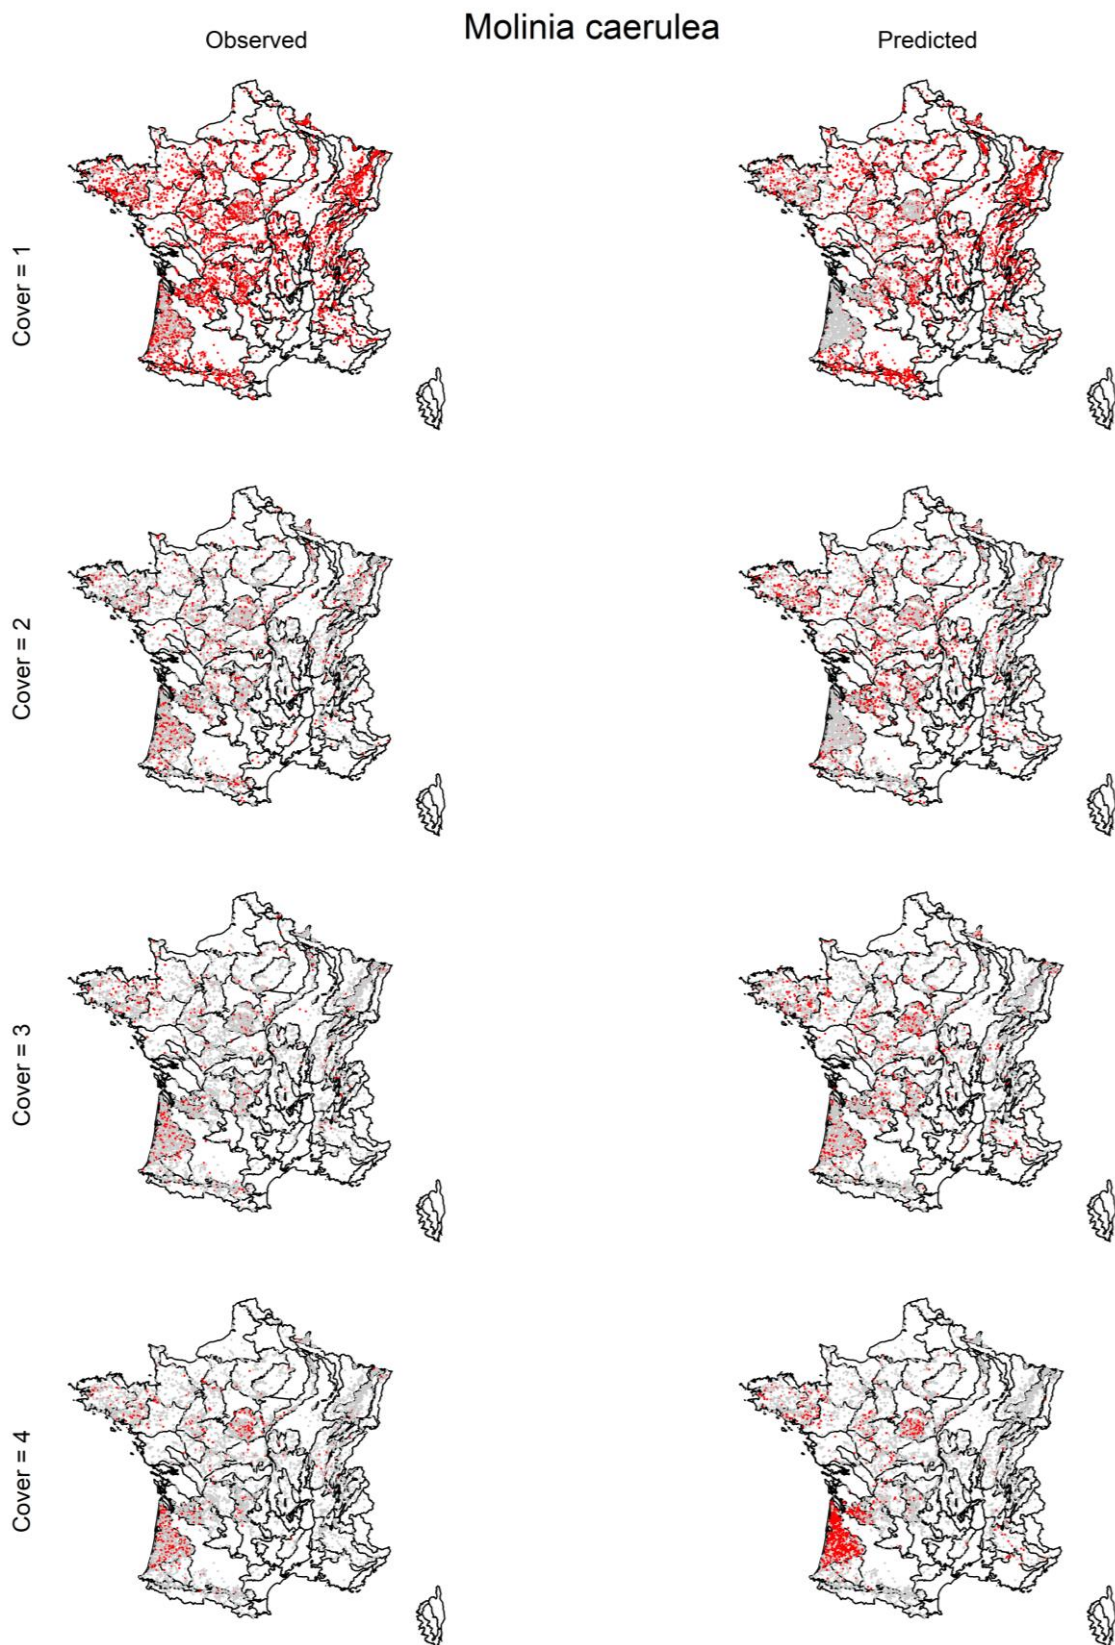 Molinia caerulea
Observed
Predicted
Cover = 1
Cover = 2
Cover = 3
Cover = 4